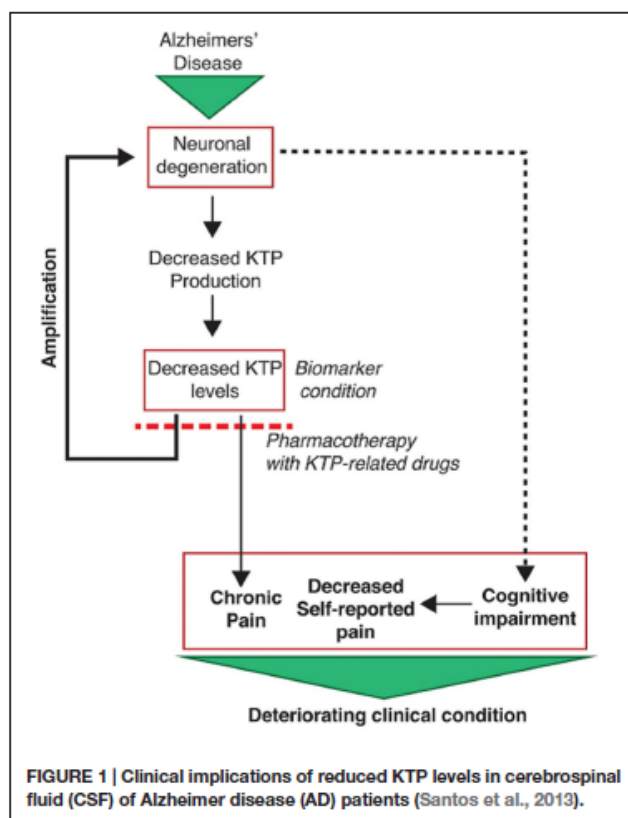 Alzheimers'
Disease
Neuronal
degeneration
Decreased KTP
Production
Amplification
Decreased KTP
levels
Biomarker
condition
Pharmacotherapy
with KTP-related drugs
Chronic
Pain
Decreased
Self-reported
pain
Cognitive
impairment
Deteriorating clinical condition
FIGURE 1 | Clinical implications of reduced KTP levels in cerebrospinal
fluid (CSF) of Alzheimer disease (AD) patients (Santos et al., 2013).